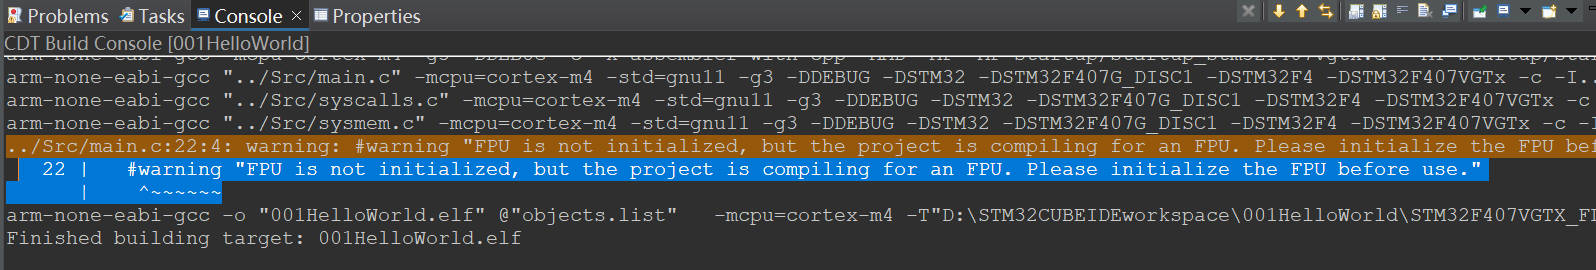 Problems Tasks Console × Properties
CDT Build Console [001HelloWorld]
arm-none-eabi-gcc "../Src/main.c" -mcpu=cortex-m4 -std=gnu11 -g3 -DDEBUG -DSTM32 -DSTM32F407G_DISC1 -DSTM32F4 -DSTM32F407VGTx -c -I..
arm-none-eabi-gcc "../Src/syscalls.c" -mcpu=cortex-m4 -std=gnu11 -g3 -DDEBUG -DSTM32 -DSTM32F407G_DISC1 -DSTM32F4 -DSTM32F407VGTx -c
arm-none-eabi-gcc "../Src/sysmem.c" -mcpu=cortex-m4 -std=gnu11 -g3 -DDEBUG -DSTM32 -DSTM32F407G_DISC1 -DSTM32F4 -DSTM32F407VGTx -c -I
../Src/main.c:22:4: warning: #warning "FPU is not initialized, but the project is compiling for an FPU. Please initialize the FPU bef
22 | #warning "FPU is not initialized, but the project is compiling for an FPU. Please initialize the FPU before use."
| ^~~~~~~
arm-none-eabi-gcc -o "001HelloWorld.elf" @"objects.list" -mcpu=cortex-m4 -T"D:\STM32CUBEIDEworkspace\001HelloWorld\STM32F407VGTX_FL
Finished building target: 001HelloWorld.elf